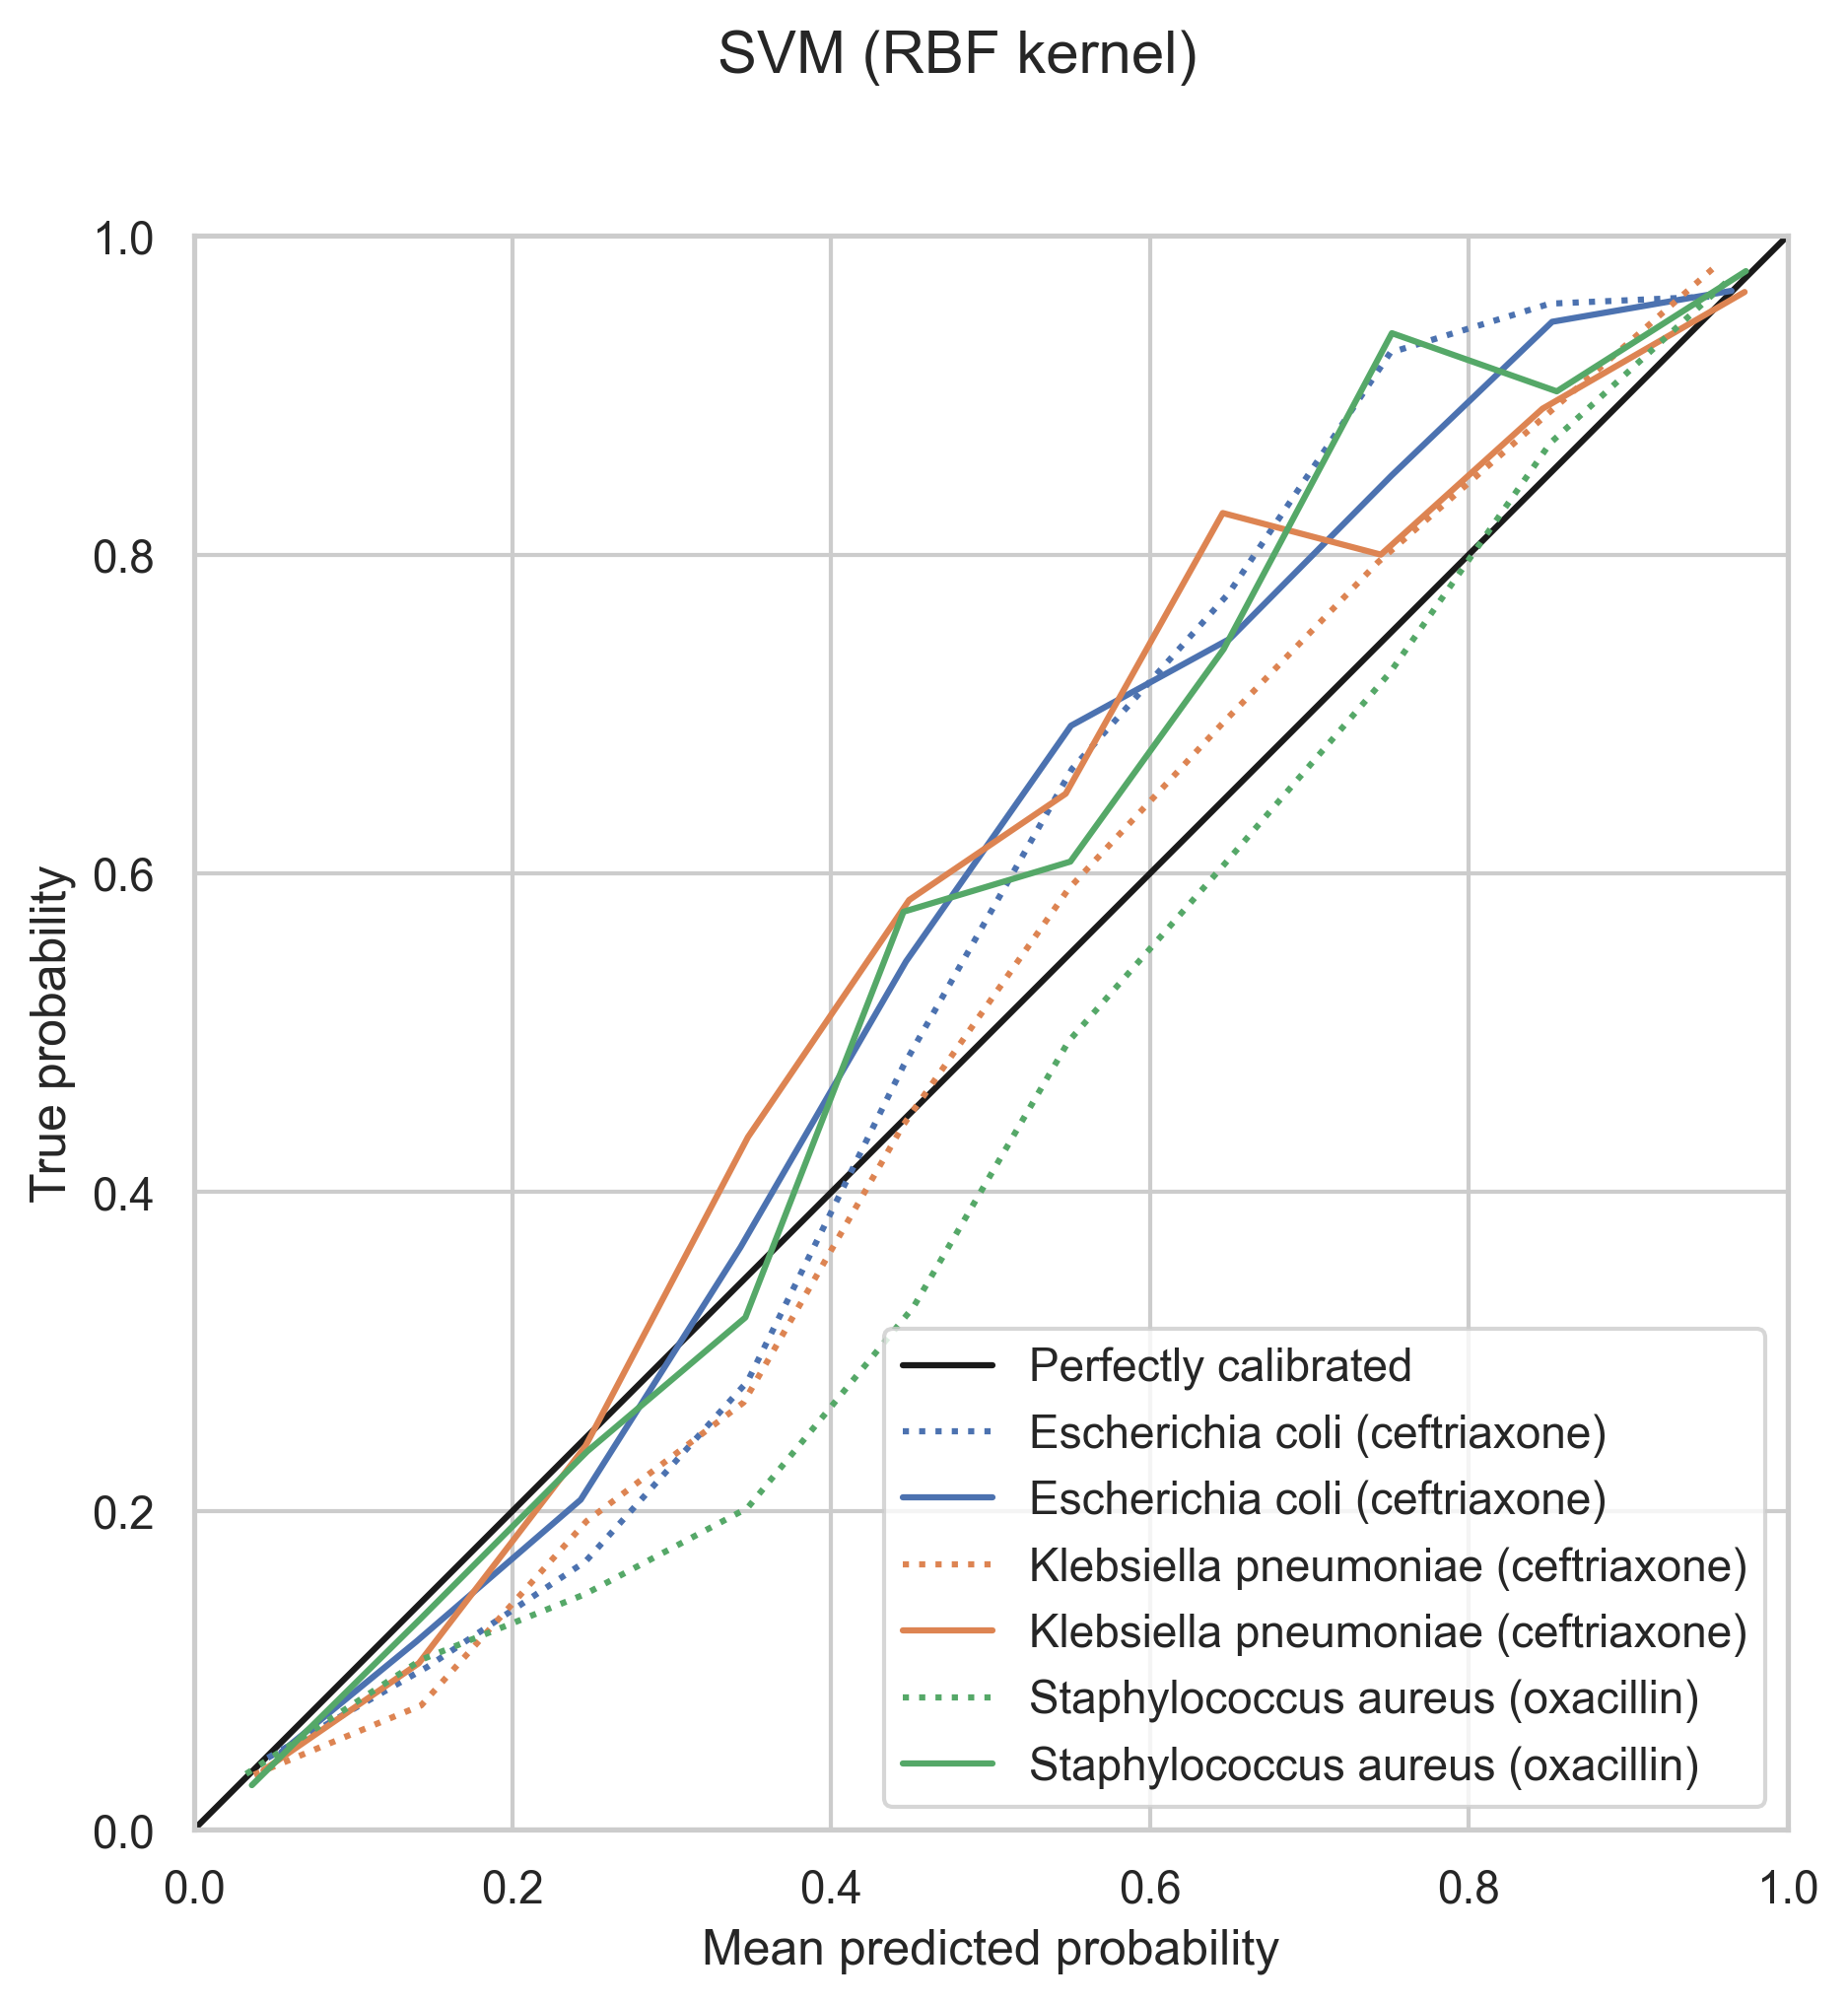 SVM (RBF kernel)
1.0
0.8
0.6
0.4
0.2
0.0
True probability
Perfectly calibrated
Escherichia coli (ceftriaxone)
Escherichia coli (ceftriaxone)
Klebsiella pneumoniae (ceftriaxone)
Klebsiella pneumoniae (ceftriaxone)
Staphylococcus aureus (oxacillin)
Staphylococcus aureus (oxacillin)
0.0 0.2 0.4 0.6 0.8 1.0
Mean predicted probability